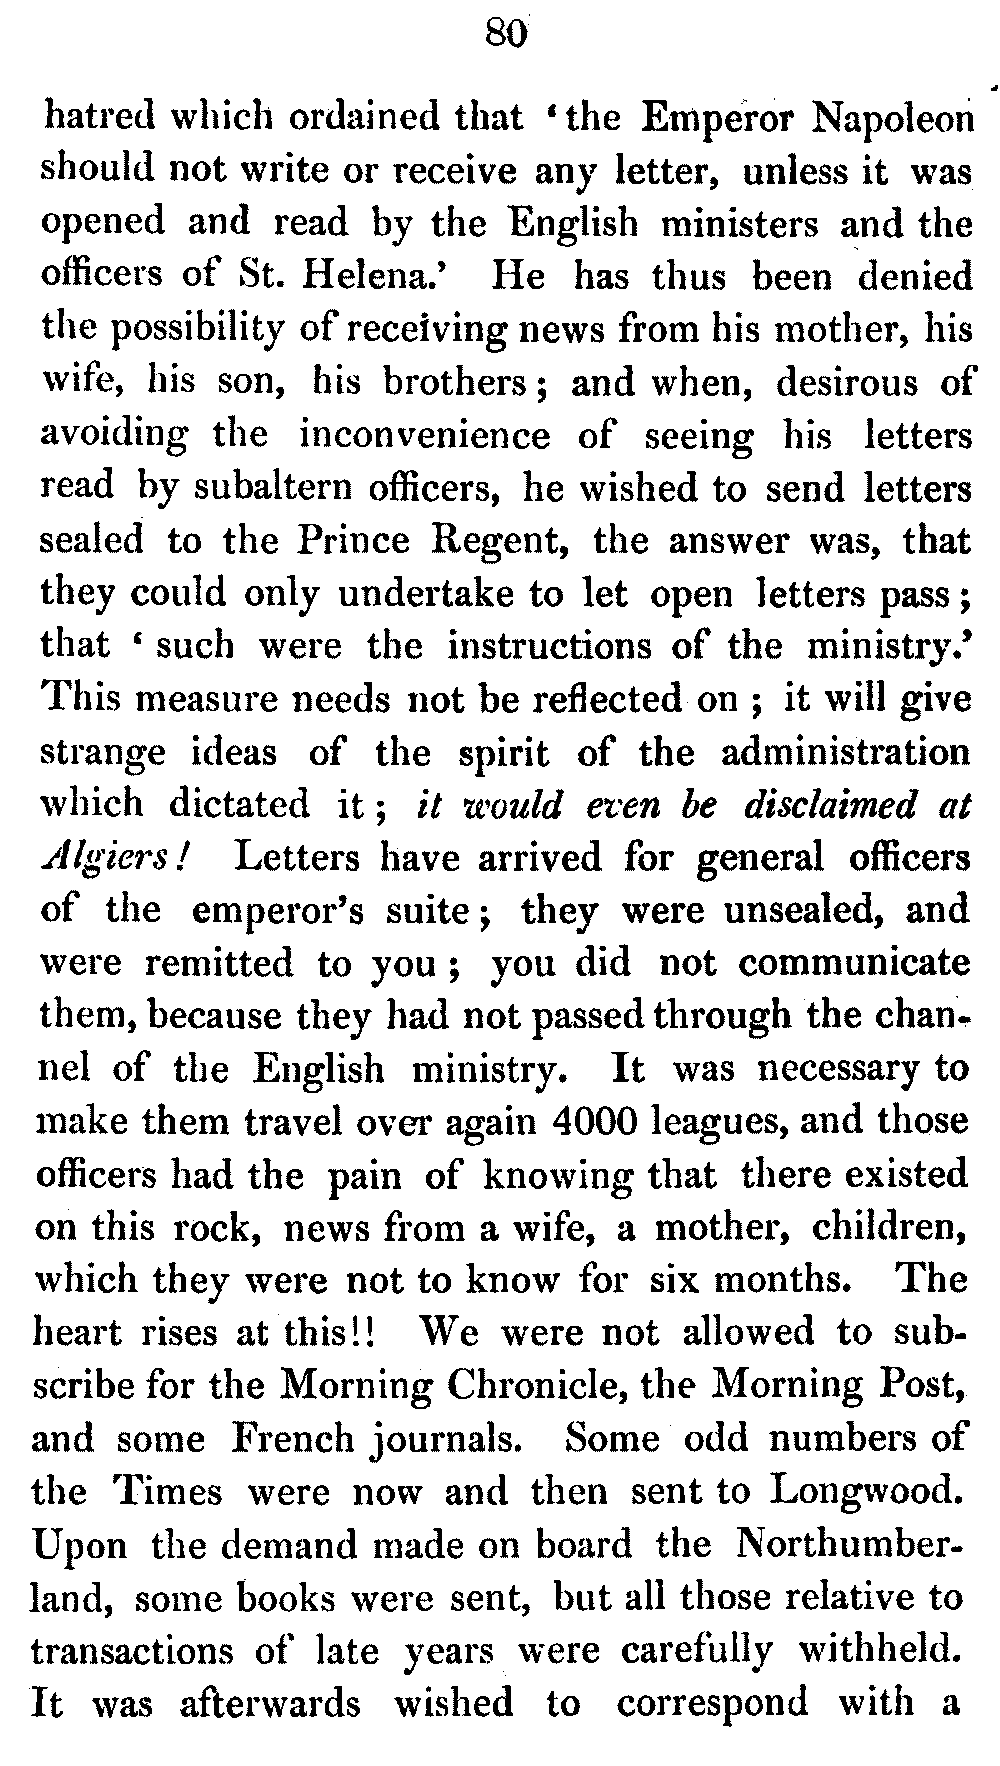 80
hatred which ordained that ‘the Emperor Napoleon
should not write or receive any letter, unless it was
opened and read by the English ministers and the
officers of St. Helena.’ He has thus been denied
the possibility of receiving news from his mother, his
wife, his son, his brothers; and when, desirous of
avoiding the inconvenience of seeing his letters
read by subaltern officers, he wished to send letters
sealed to the Prince Regent, the answer was, that
they could only undertake to let open letters pass;
that ‘such were the instructions of the ministry.’
This measure needs not be reflected on; it will give
strange ideas of the spirit of the administration
which dictated it; it would even be disclaimed at
Algiers! Letters have arrived for general officers
of the emperor’s suite; they were unsealed, and
were remitted to you; you did not communicate
them, because they had not passed through the chan-
nel of the English ministry. It was necessary to
make them travel over again 4000 leagues, and those
officers had the pain of knowing that there existed
on this rock, news from a wife, a mother, children,
which they were not to know for six months. The
heart rises at this!! We were not allowed to sub-
scribe for the Morning Chronicle, the Morning Post,
and some French journals. Some odd numbers of
the Times were now and then sent to Longwood.
Upon the demand made on board the Northumber-
land, some books were sent, but all those relative to
transactions of late years were carefully withheld.
It was afterwards wished to correspond with a